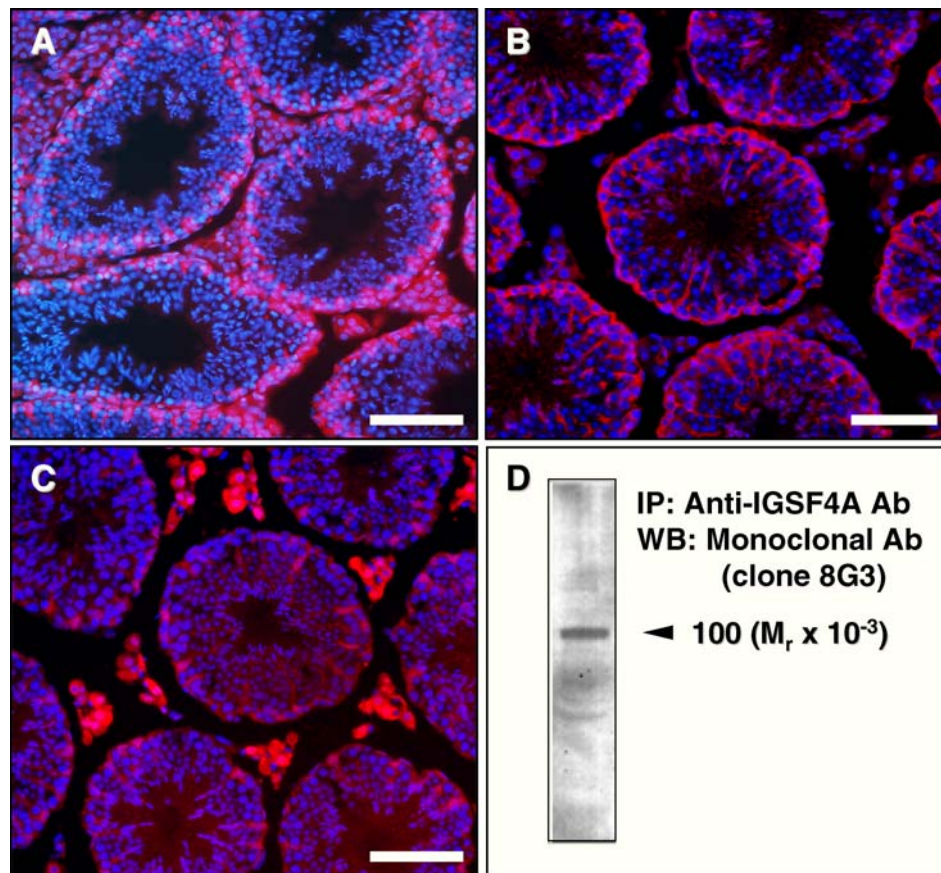 A
B
C
D
IP: Anti-IGSF4A Ab
WB: Monoclonal Ab
(clone 8G3)
◄ 100 (Mr x 10⁻³)